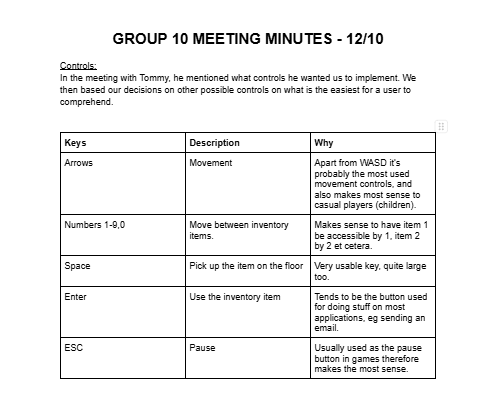 GROUP 10 MEETING MINUTES - 12/10
Controls:
In the meeting with Tommy, he mentioned what controls he wanted us to implement. We
then based our decisions on other possible controls on what is the easiest for a user to
comprehend.
Keys Description Why
Arrows Movement Apart from WASD it's
probably the most used
movement controls, and
also makes most sense to
casual players (children).
Numbers 1-9,0 Move between inventory Makes sense to have item 1
items. be accessible by 1, item 2
by 2 et cetera.
Space Pick up the item on the floor Very usable key, quite large
too.
Enter Use the inventory item Tends to be the button used
for doing stuff on most
applications, eg sending an
email.
ESC Pause Usually used as the pause
button in games therefore
makes the most sense.